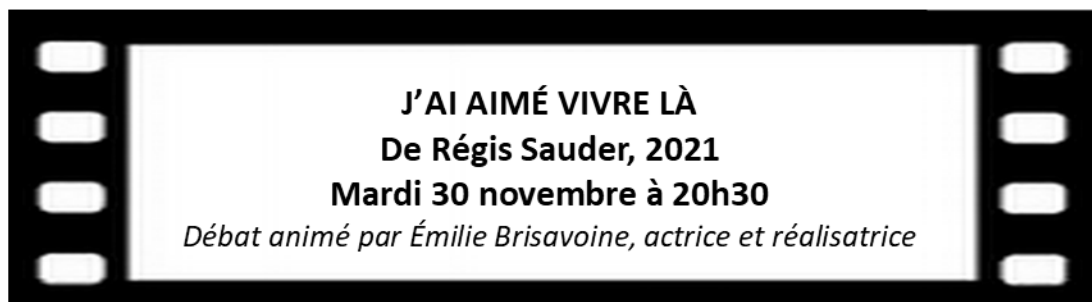 J’AI AIMÉ VIVRE LÀ
De Régis Sauder, 2021
Mardi 30 novembre à 20h30
Débat animé par Émilie Brisavoine, actrice et réalisatrice